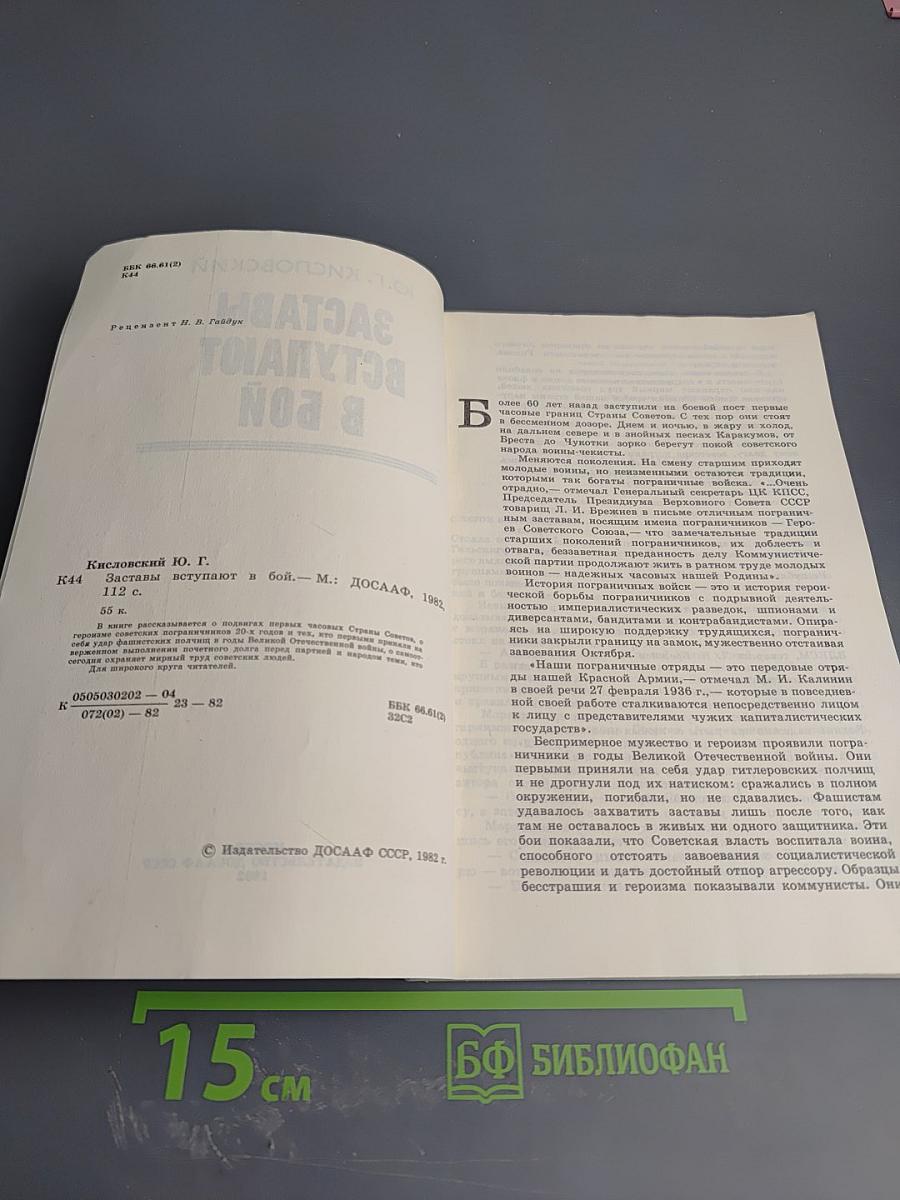 ББК 66.61(2)
К44
Рецензент Н. В. Гайдук
Ю. Г. КИСЛОВСКИЙ
ЗАСТАВЫ
ВСТУПАЮТ
В БОЙ
Кисловский Ю. Г.
К44 Заставы вступают в бой.— М.: ДОСААФ, 1982
112 с.
55 к.
В книге рассказывается о подвигах первых часовых Страны Советов, о
героизме советских пограничников 20-х годов и тех, кто первыми приняли на
себя удар фашистских полчищ в годы Великой Отечественной войны, о самоот-
верженном выполнении почетного долга перед партией и народом теми, кто
сегодня охраняет мирный труд советских людей.
Для широкого круга читателей.
К 0505030202 — 04 23 — 82
072(02) — 82
ББК 66.61(2)
32С2
© Издательство ДОСААФ СССР, 1982 г.
Более 60 лет назад заступили на боевой пост первые
часовые границ Страны Советов. С тех пор они стоят
в бессменном дозоре. Днем и ночью, в жару и холод,
на дальнем севере и в знойных песках Каракумов, от
Бреста до Чукотки зорко берегут покой советского
народа воины-чекисты.
Меняются поколения. На смену старшим приходят
молодые воины, но неизменными остаются традиции,
которыми так богаты пограничные войска. «...Очень
отрадно,— отмечал Генеральный секретарь ЦК КПСС,
Председатель Президиума Верховного Совета СССР
товарищ Л. И. Брежнев в письме отличным погранич-
ным заставам, носящим имена пограничников — Геро-
ев Советского Союза,— что замечательные традиции
старших поколений пограничников, их доблесть и
отвага, беззаветная преданность делу Коммунистиче-
ской партии продолжают жить в ратном труде молодых
воинов — надежных часовых нашей Родины».
История пограничных войск — это и история герои-
ческой борьбы пограничников с подрывной деятель-
ностью империалистических разведок, шпионами и
диверсантами, бандитами и контрабандистами. Опира-
ясь на широкую поддержку трудящихся, погранич-
ники закрыли границу на замок, мужественно отстаивая
завоевания Октября.
«Наши пограничные отряды — это передовые отря-
ды нашей Красной Армии,— отмечал М. И. Калинин
в своей речи 27 февраля 1936 г.,— которые в повседнев-
ной своей работе сталкиваются непосредственно лицом
к лицу с представителями чужих капиталистических
государств».
Беспримерное мужество и героизм проявили погра-
ничники в годы Великой Отечественной войны. Они
первыми приняли на себя удар гитлеровских полчищ
и не дрогнули под их натиском: сражались в полном
окружении, погибали, но не сдавались. Фашистам
удавалось захватить заставы лишь после того, как
там не оставалось в живых ни одного защитника. Эти
бои показали, что Советская власть воспитала воина,
способного отстоять завоевания социалистической
революции и дать достойный отпор агрессору. Образцы
бесстрашия и героизма показывали коммунисты. Они
15 см
БФ БИБЛИОФАН